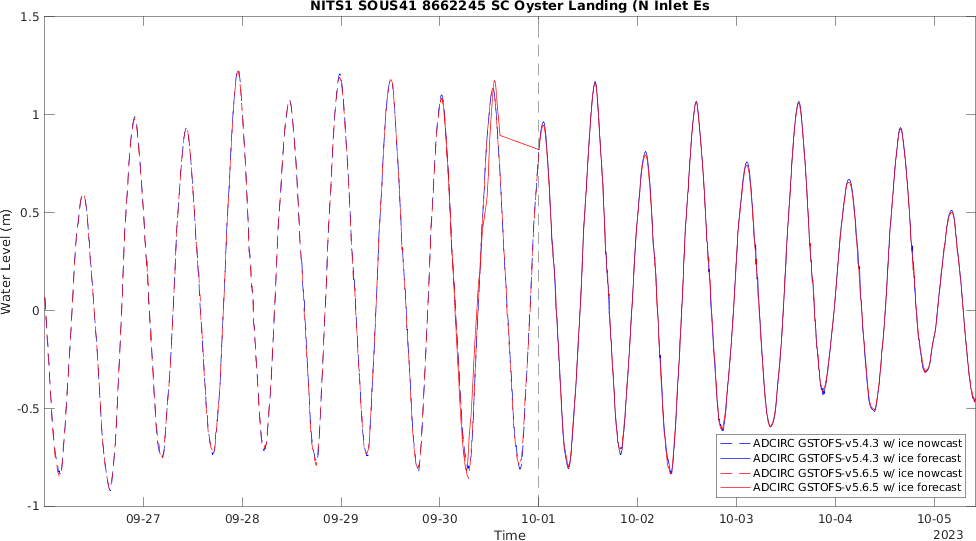 NITS1 SOUS41 8662245 SC Oyster Landing (N Inlet Es
1.5
1
0.5
0
-0.5
-1
Water Level (m)
09-27 09-28 09-29 09-30 10-01 10-02 10-03 10-04 10-05
2023
Time
ADCIRC GSTOFS-v5.4.3 w/ ice nowcast
ADCIRC GSTOFS-v5.4.3 w/ ice forecast
ADCIRC GSTOFS-v5.6.5 w/ ice nowcast
ADCIRC GSTOFS-v5.6.5 w/ ice forecast